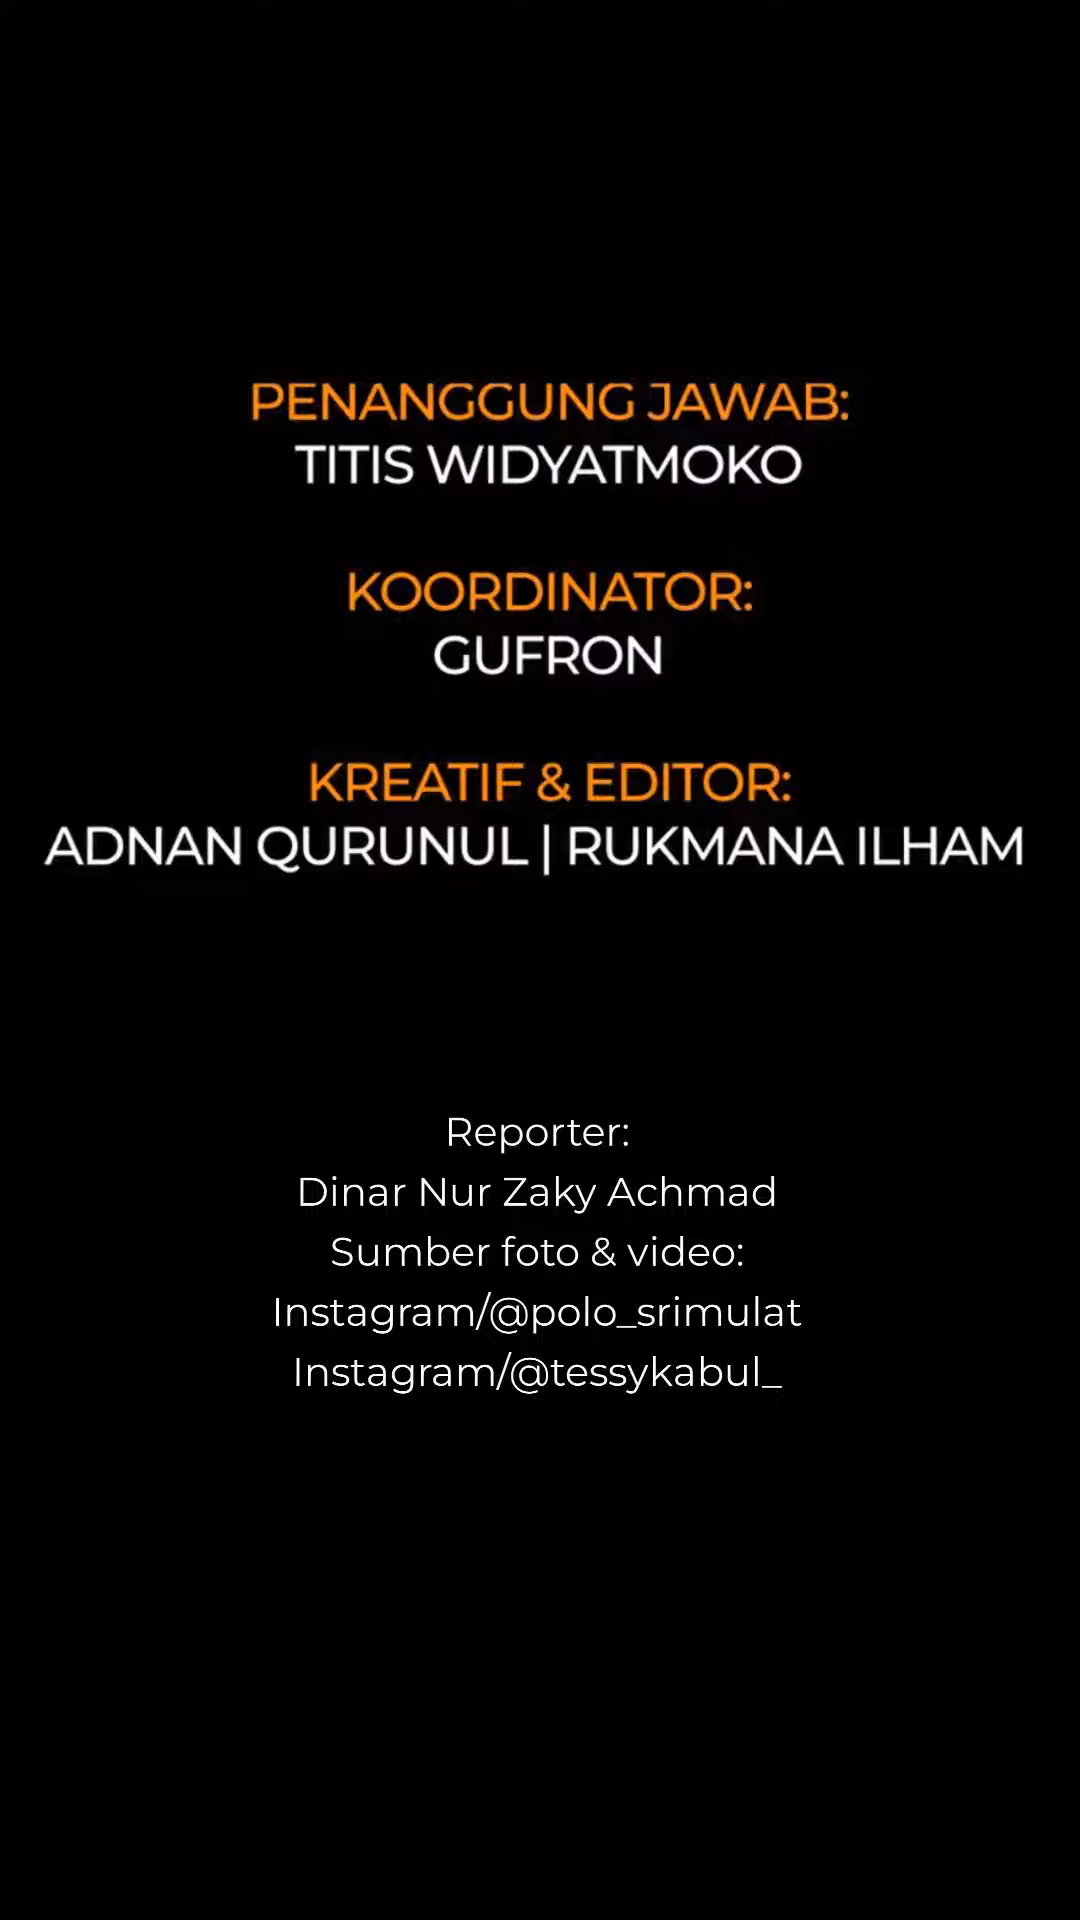 PENANGGUNG JAWAB:
TITIS WIDYATMOKO
KOORDINATOR:
GUFRON
KREATIF & EDITOR:
ADNAN QURUNUL | RUKMANA ILHAM
Reporter:
Dinar Nur Zaky Achmad
Sumber foto & video:
Instagram/@polo_srimulat
Instagram/@tessykabul_